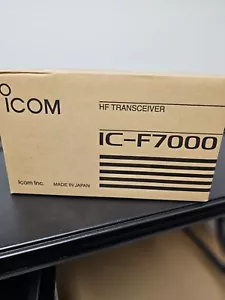 ICOM
HF TRANSCEIVER
IC-F7000
Icom Inc.
MADE IN JAPAN